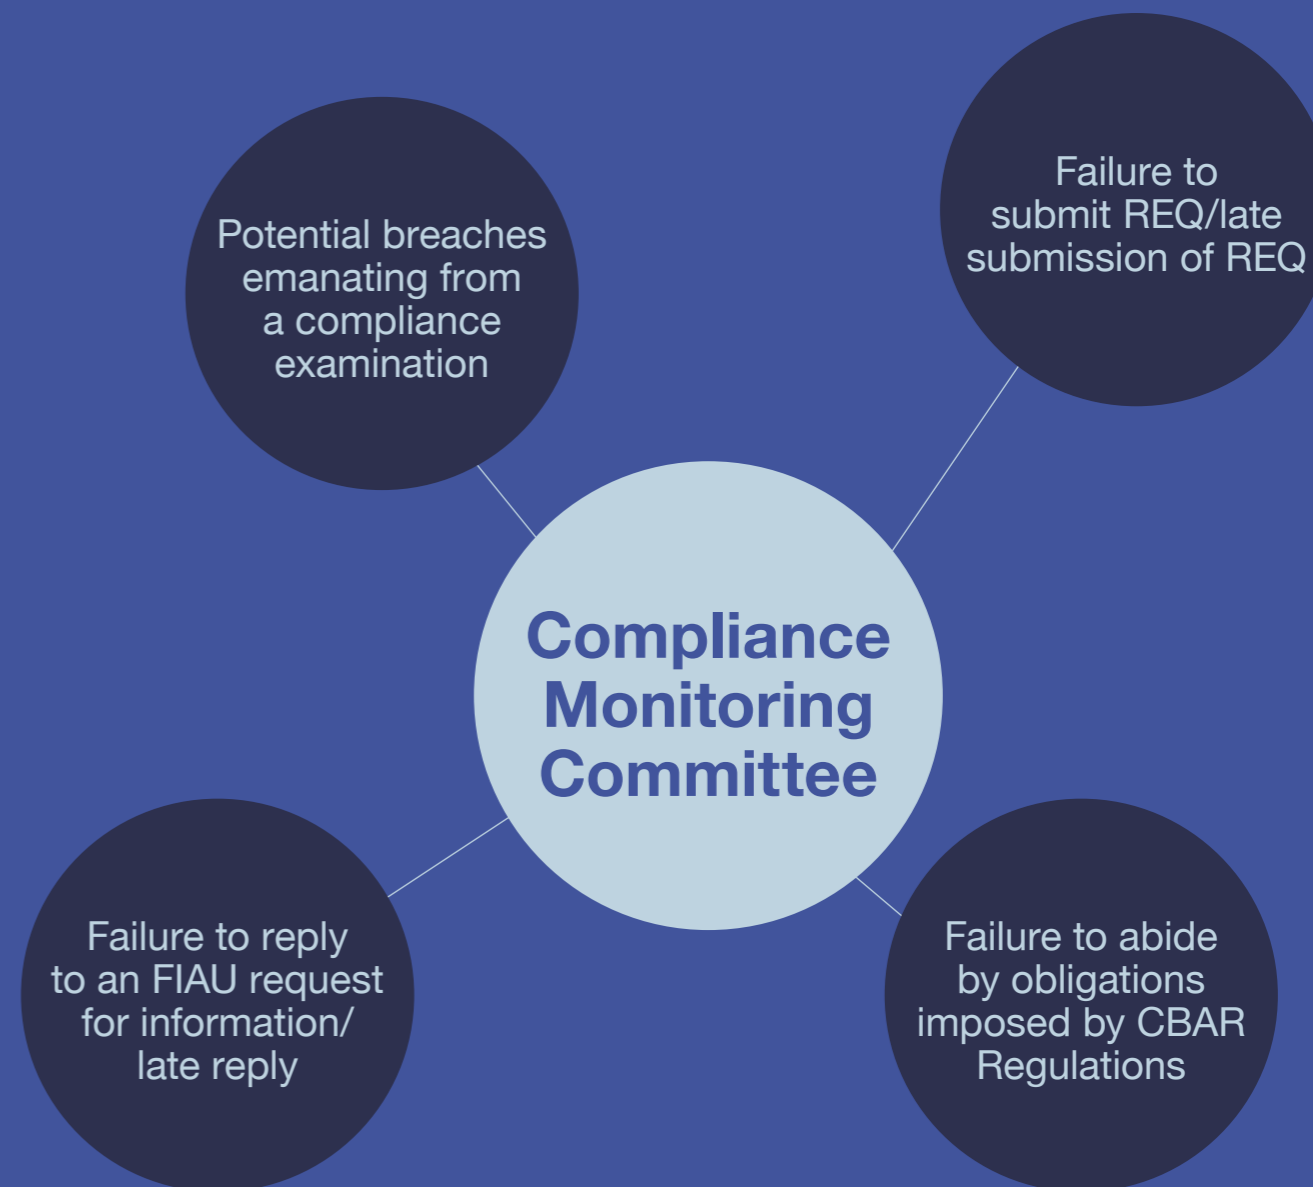 Potential breaches
emanating from
a compliance
examination
Failure to
submit REQ/late
submission of REQ
Compliance
Monitoring
Committee
Failure to reply
to an FIAU request
for information/
late reply
Failure to abide
by obligations
imposed by CBAR
Regulations